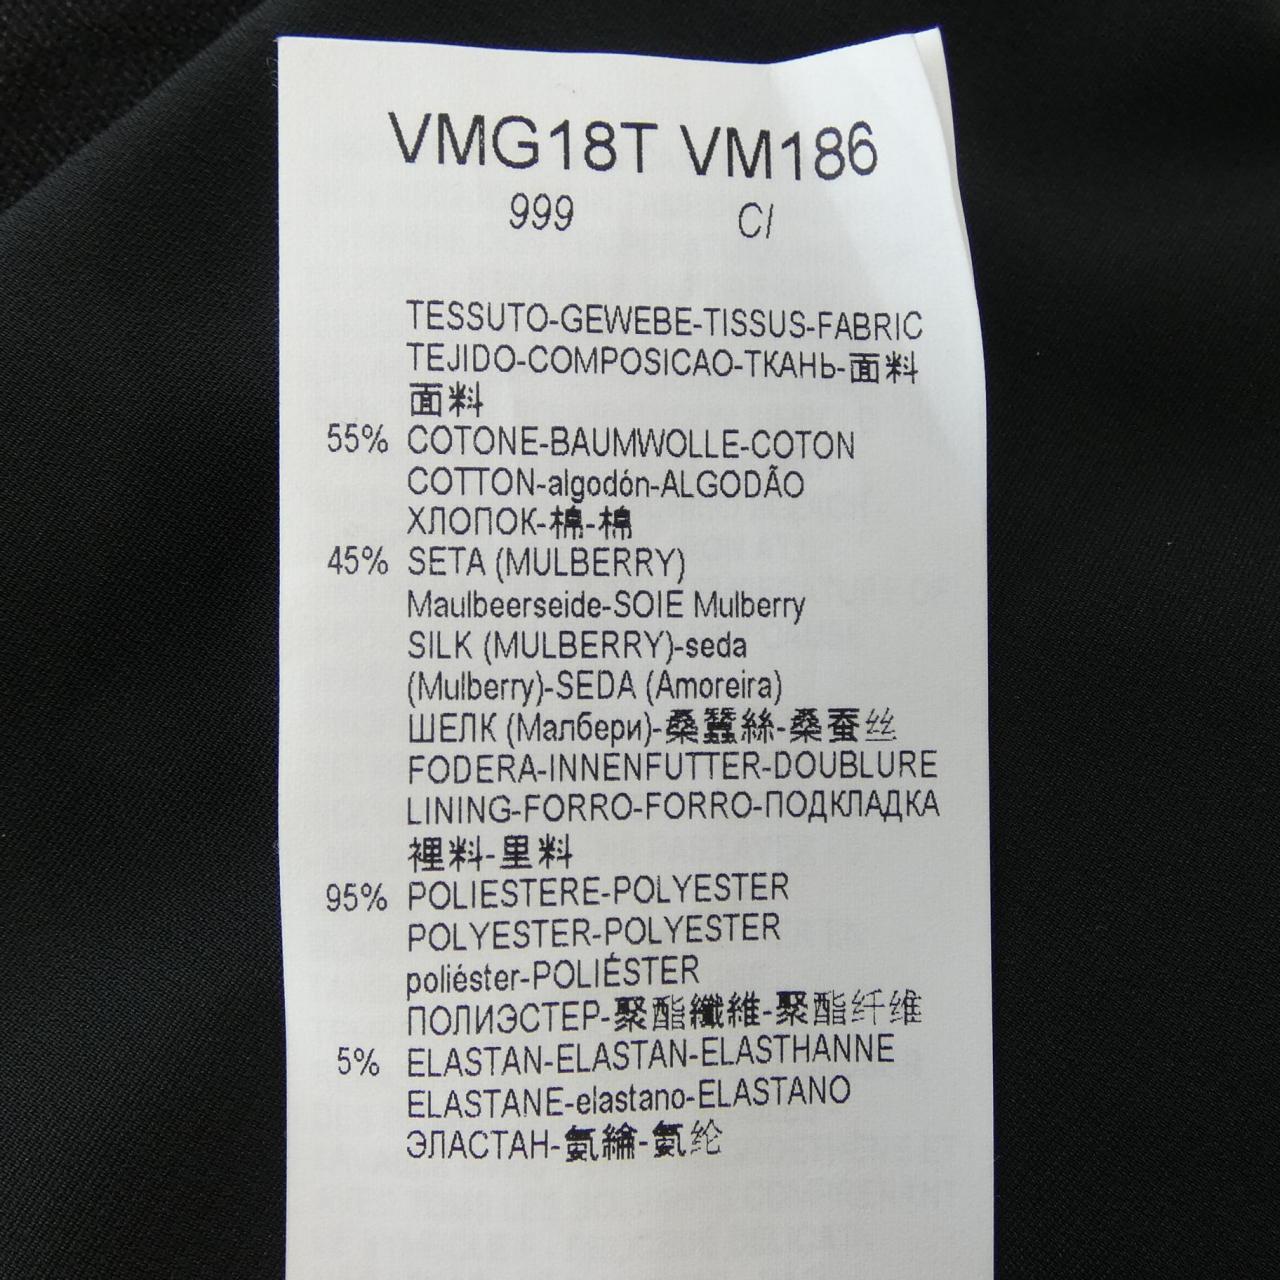 VMG18T VM186
999 CI
TESSUTO-GEWEBE-TISSUS-FABRIC
TEJIDO-COMPOSICAO-ТКАНЬ-面料
面料
55% COTONE-BAUMWOLLE-COTON
COTTON-algodón-ALGODÃO
ХЛОПОК-棉-棉
45% SETA (MULBERRY)
Maulbeerseide-SOIE Mulberry
SILK (MULBERRY)-seda
(Mulberry)-SEDA (Amoreira)
ШЕЛК (Малбери)-桑蠶絲-桑蚕丝
FODERA-INNENFUTTER-DOUBLURE
LINING-FORRO-FORRO-ПОДКЛАДКА
裡料-里料
95% POLIESTERE-POLYESTER
POLYESTER-POLYESTER
poliéster-POLIÉSTER
ПОЛИЭСТЕР-聚酯纖維-聚酯纤维
5% ELASTAN-ELASTAN-ELASTHANNE
ELASTANE-elastano-ELASTANO
ЭЛАСТАН-氨綸-氨纶